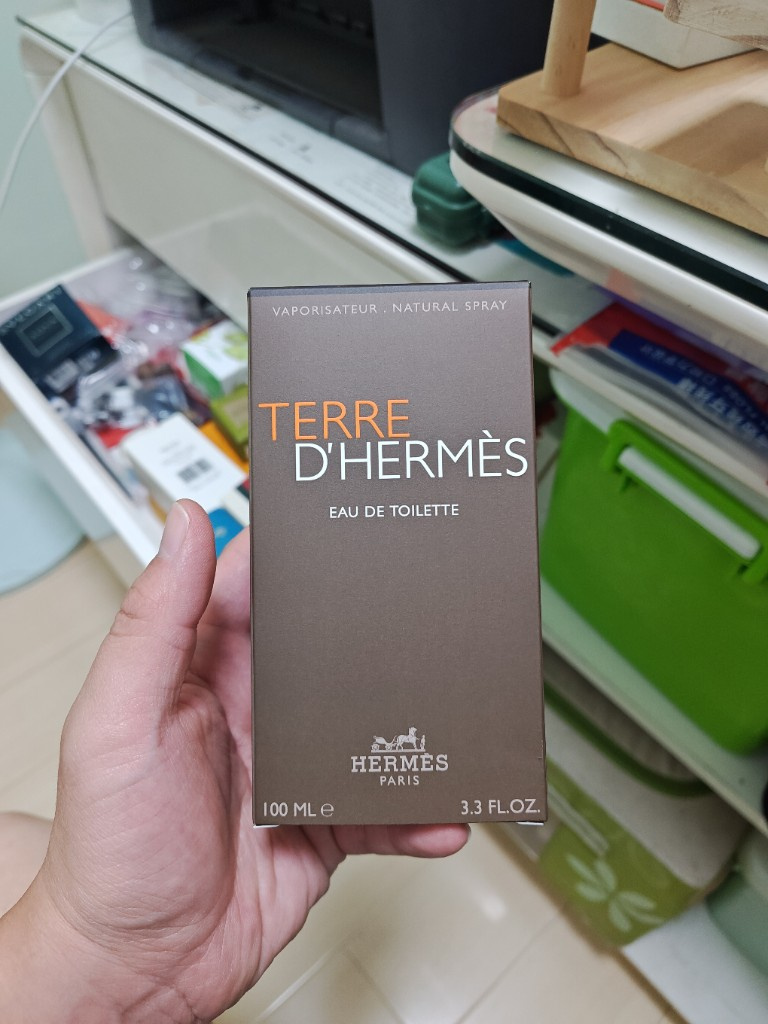 VAPORISATEUR . NATURAL SPRAY
TERRE
D'HERMÈS
EAU DE TOILETTE
HERMÈS
PARIS
100 ML ℮
3.3 FL.OZ.